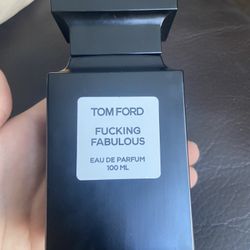 TOM FORD
FUCKING
FABULOUS
EAU DE PARFUM
100 ML